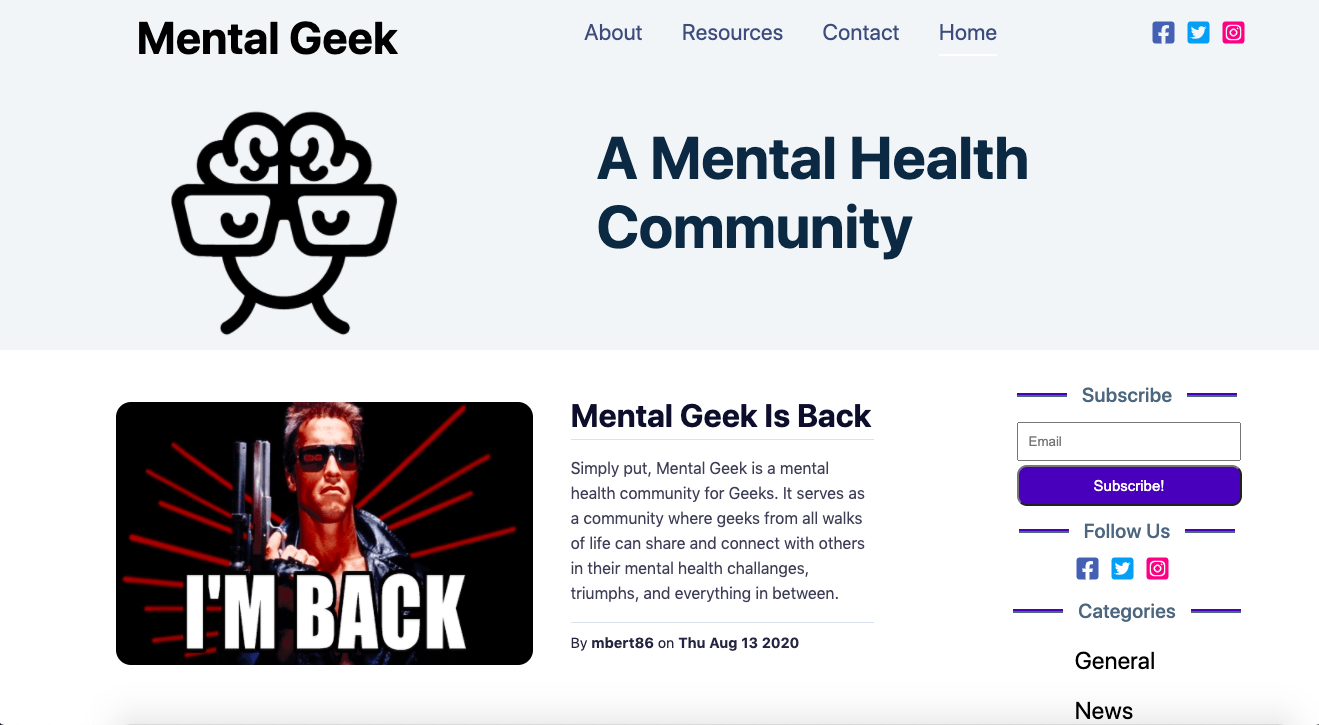 Mental Geek
About Resources Contact Home
A Mental Health
Community
I'M BACK
Mental Geek Is Back
Simply put, Mental Geek is a mental
health community for Geeks. It serves as
a community where geeks from all walks
of life can share and connect with others
in their mental health challanges,
triumphs, and everything in between.
By mbert86 on Thu Aug 13 2020
Subscribe
Email
Subscribe!
Follow Us
Categories
General
News